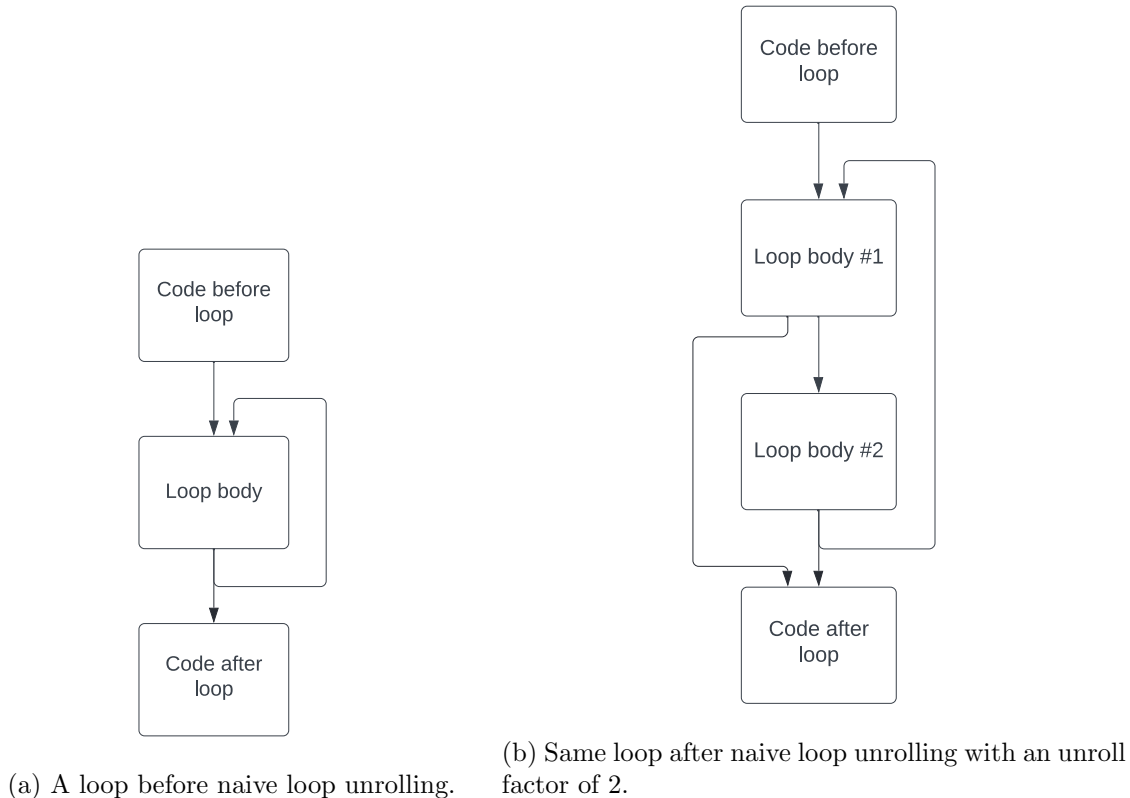 Code before
loop
Loop body
Code after
loop
(a) A loop before naive loop unrolling.
Code before
loop
Loop body #1
Loop body #2
Code after
loop
(b) Same loop after naive loop unrolling with an unroll
factor of 2.